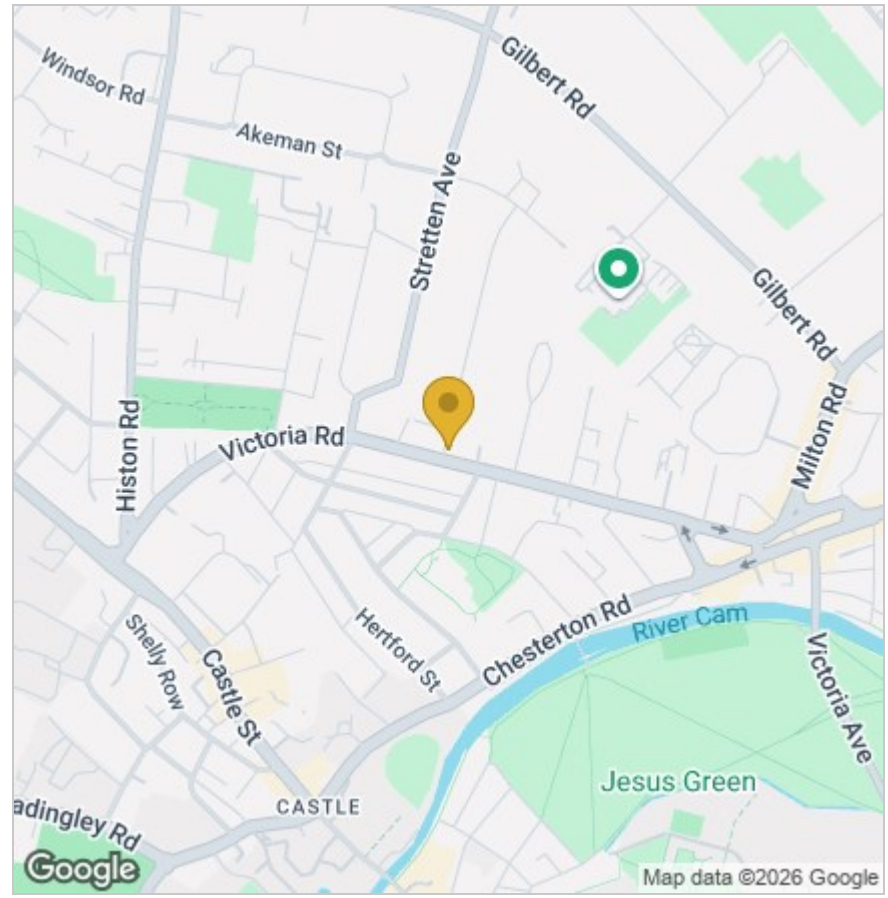 Windsor Rd
Gilbert Rd
Akeman St
Stretten Ave
Gilbert Rd
Histon Rd
Victoria Rd
Milton Rd
Shelly Row
Hertford St
Chesterton Rd
River Cam
Castle St
Victoria Ave
Jesus Green
CASTLE
adingley Rd
Google
Map data ©2026 Google